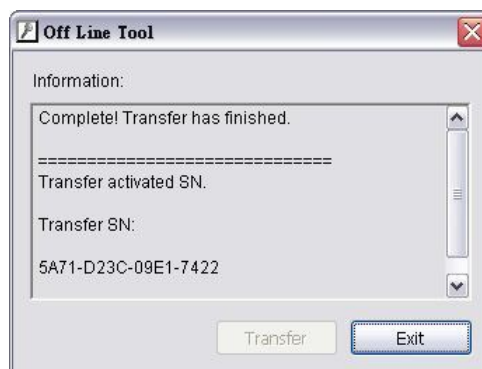 Off Line Tool
Information:
Complete! Transfer has finished.
==============================
Transfer activated SN.
Transfer SN:
5A71-D23C-09E1-7422
Transfer
Exit